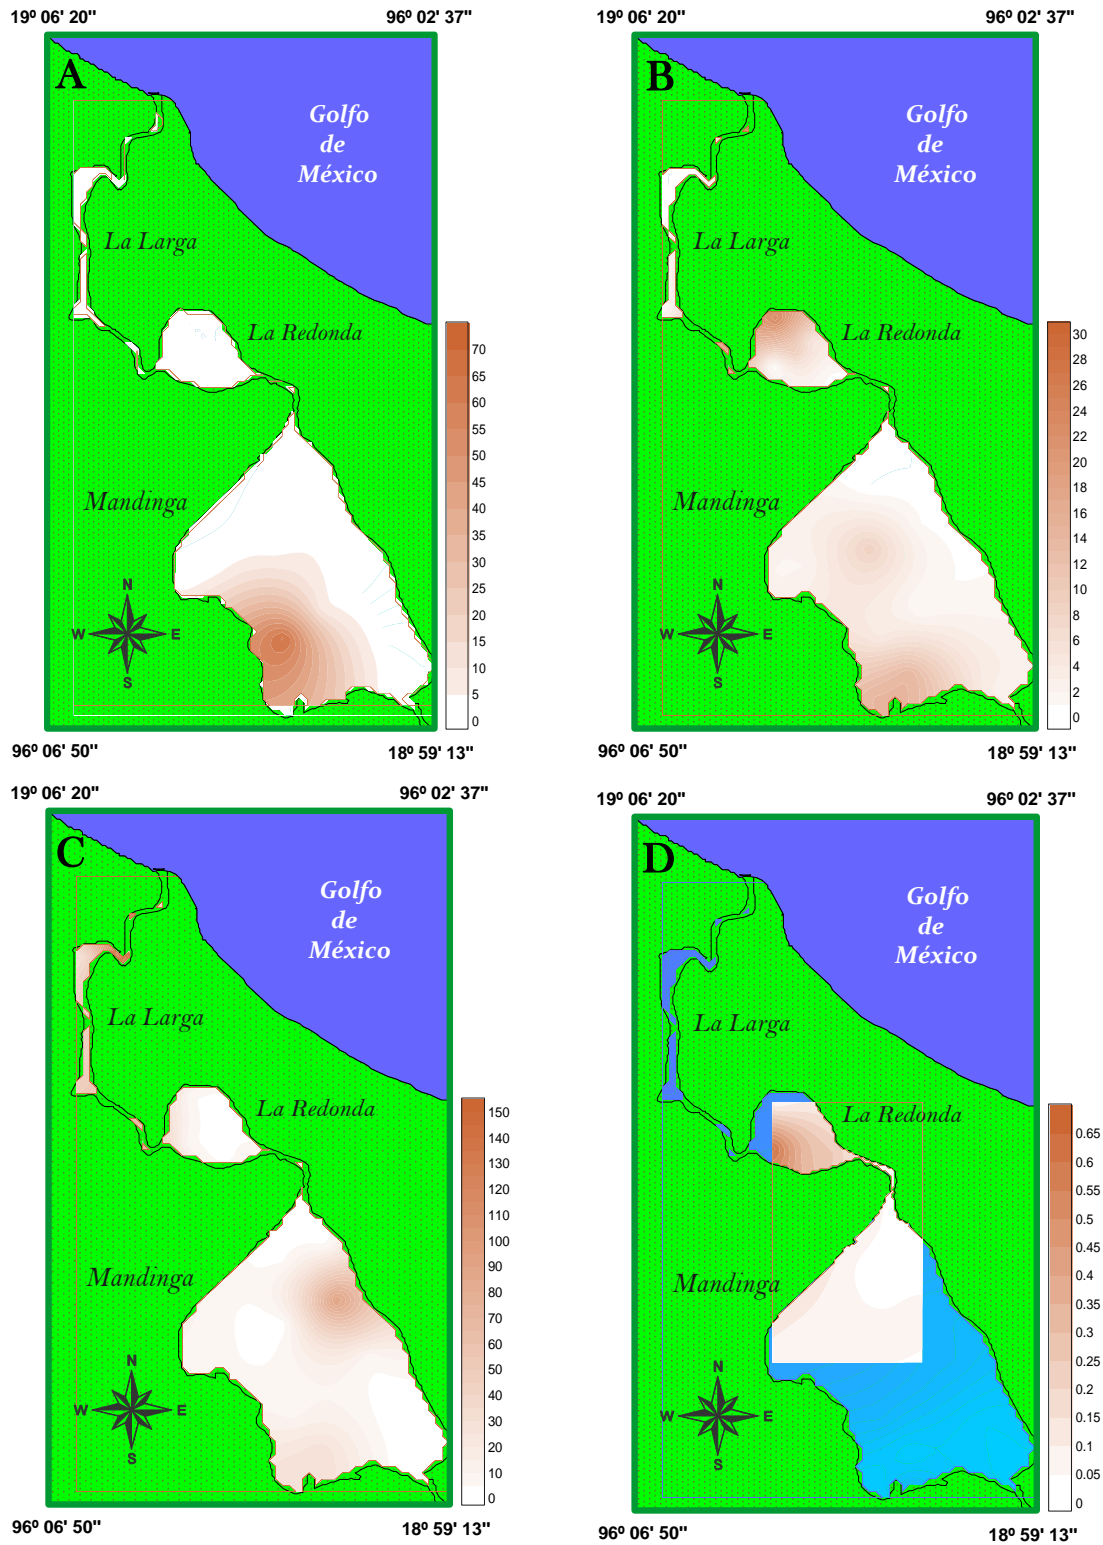 19º 06' 20" 96º 02' 37"
A
Golfo
de
México
La Larga
La Redonda
Mandinga
N
W E
S
70
65
60
55
50
45
40
35
30
25
20
15
10
5
0
96º 06' 50" 18º 59' 13"
19º 06' 20" 96º 02' 37"
B
Golfo
de
México
La Larga
La Redonda
Mandinga
N
W E
S
30
28
26
24
22
20
18
16
14
12
10
8
6
4
2
0
96º 06' 50" 18º 59' 13"
19º 06' 20" 96º 02' 37"
C
Golfo
de
México
La Larga
La Redonda
Mandinga
N
W E
S
150
140
130
120
110
100
90
80
70
60
50
40
30
20
10
0
96º 06' 50" 18º 59' 13"
19º 06' 20" 96º 02' 37"
D
Golfo
de
México
La Larga
La Redonda
Mandinga
N
W E
S
0.65
0.6
0.55
0.5
0.45
0.4
0.35
0.3
0.25
0.2
0.15
0.1
0.05
0
96º 06' 50" 18º 59' 13"